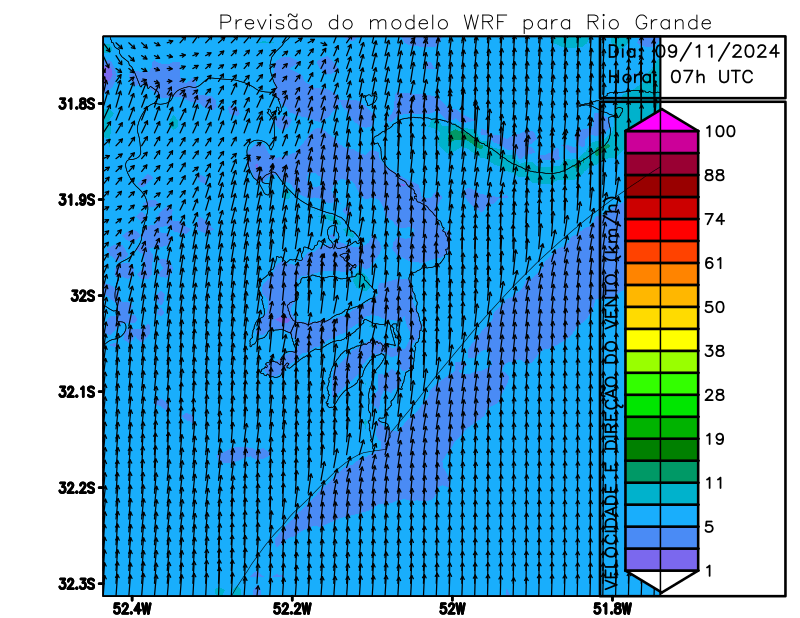 Previsão do modelo WRF para Rio Grande
Dia: 09/11/2024
Hora: 07h UTC
31.8S
31.9S
32S
32.1S
32.2S
32.3S
52.4W
52.2W
52W
51.8W
VELOCIDADE E DIREÇÃO DO VENTO (km/h)
100
88
74
61
50
38
28
19
11
5
1